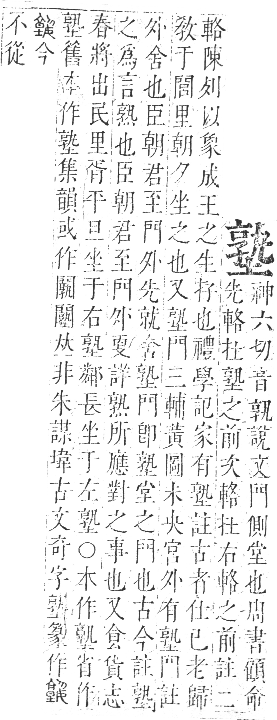 塾
神六切音孰說文門側堂也周書顧命
先輅在塾之前次輅在右輅之前註二
輅陳列以象成王之生存也禮學記家有塾註古者仕已老歸
教于閭里朝夕坐之也又塾門三輔黃圖未央宮外有塾門註
外舍也臣朝君至門外先就舍塾門卽塾堂之門也古今註塾
之爲言熟也臣朝君至門外更詳熟所應對之事也又食貨志
春將出民里胥平旦坐于右塾鄰長坐于左塾○本作塾省作
塾舊本作塾集韻或作𠀤非朱謀㙔古文奇字塾篆作
今
不從